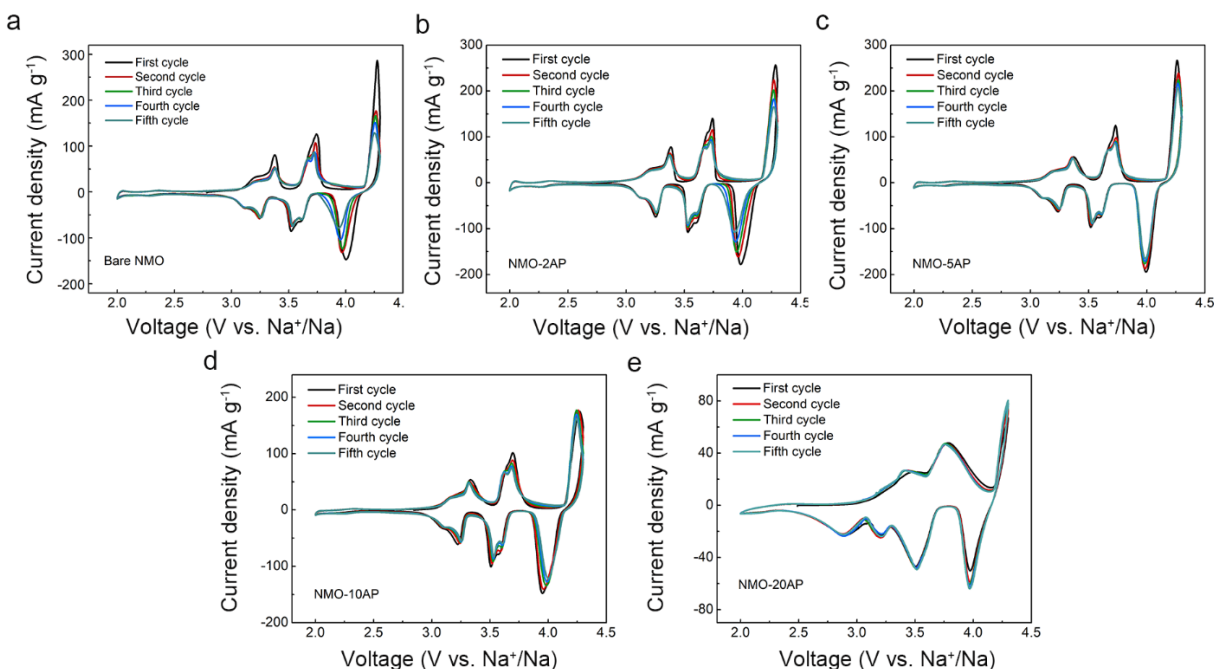 a
300
200
100
0
-100
-200
First cycle
Second cycle
Third cycle
Fourth cycle
Fifth cycle
Bare NMO
2.0 2.5 3.0 3.5 4.0 4.
Current density (mA g⁻¹)
Voltage (V vs. Na⁺/Na)
b
300
200
100
0
-100
-200
First cycle
Second cycle
Third cycle
Fourth cycle
Fifth cycle
NMO-2AP
2.0 2.5 3.0 3.5 4.0 4.5
Current density (mA g⁻¹)
Voltage (V vs. Na⁺/Na)
c
300
200
100
0
-100
-200
First cycle
Second cycle
Third cycle
Fourth cycle
Fifth cycle
NMO-5AP
2.0 2.5 3.0 3.5 4.0 4.5
Current density (mA g⁻¹)
Voltage (V vs. Na⁺/Na)
d
200
100
0
-100
-200
First cycle
Second cycle
Third cycle
Fourth cycle
Fifth cycle
NMO-10AP
2.0 2.5 3.0 3.5 4.0 4.5
Current density (mA g⁻¹)
Voltage (V vs. Na⁺/Na)
e
80
40
0
-40
-80
First cycle
Second cycle
Third cycle
Fourth cycle
Fifth cycle
NMO-20AP
2.0 2.5 3.0 3.5 4.0 4.5
Current density (mA g⁻¹)
Voltage (V vs. Na⁺/Na)